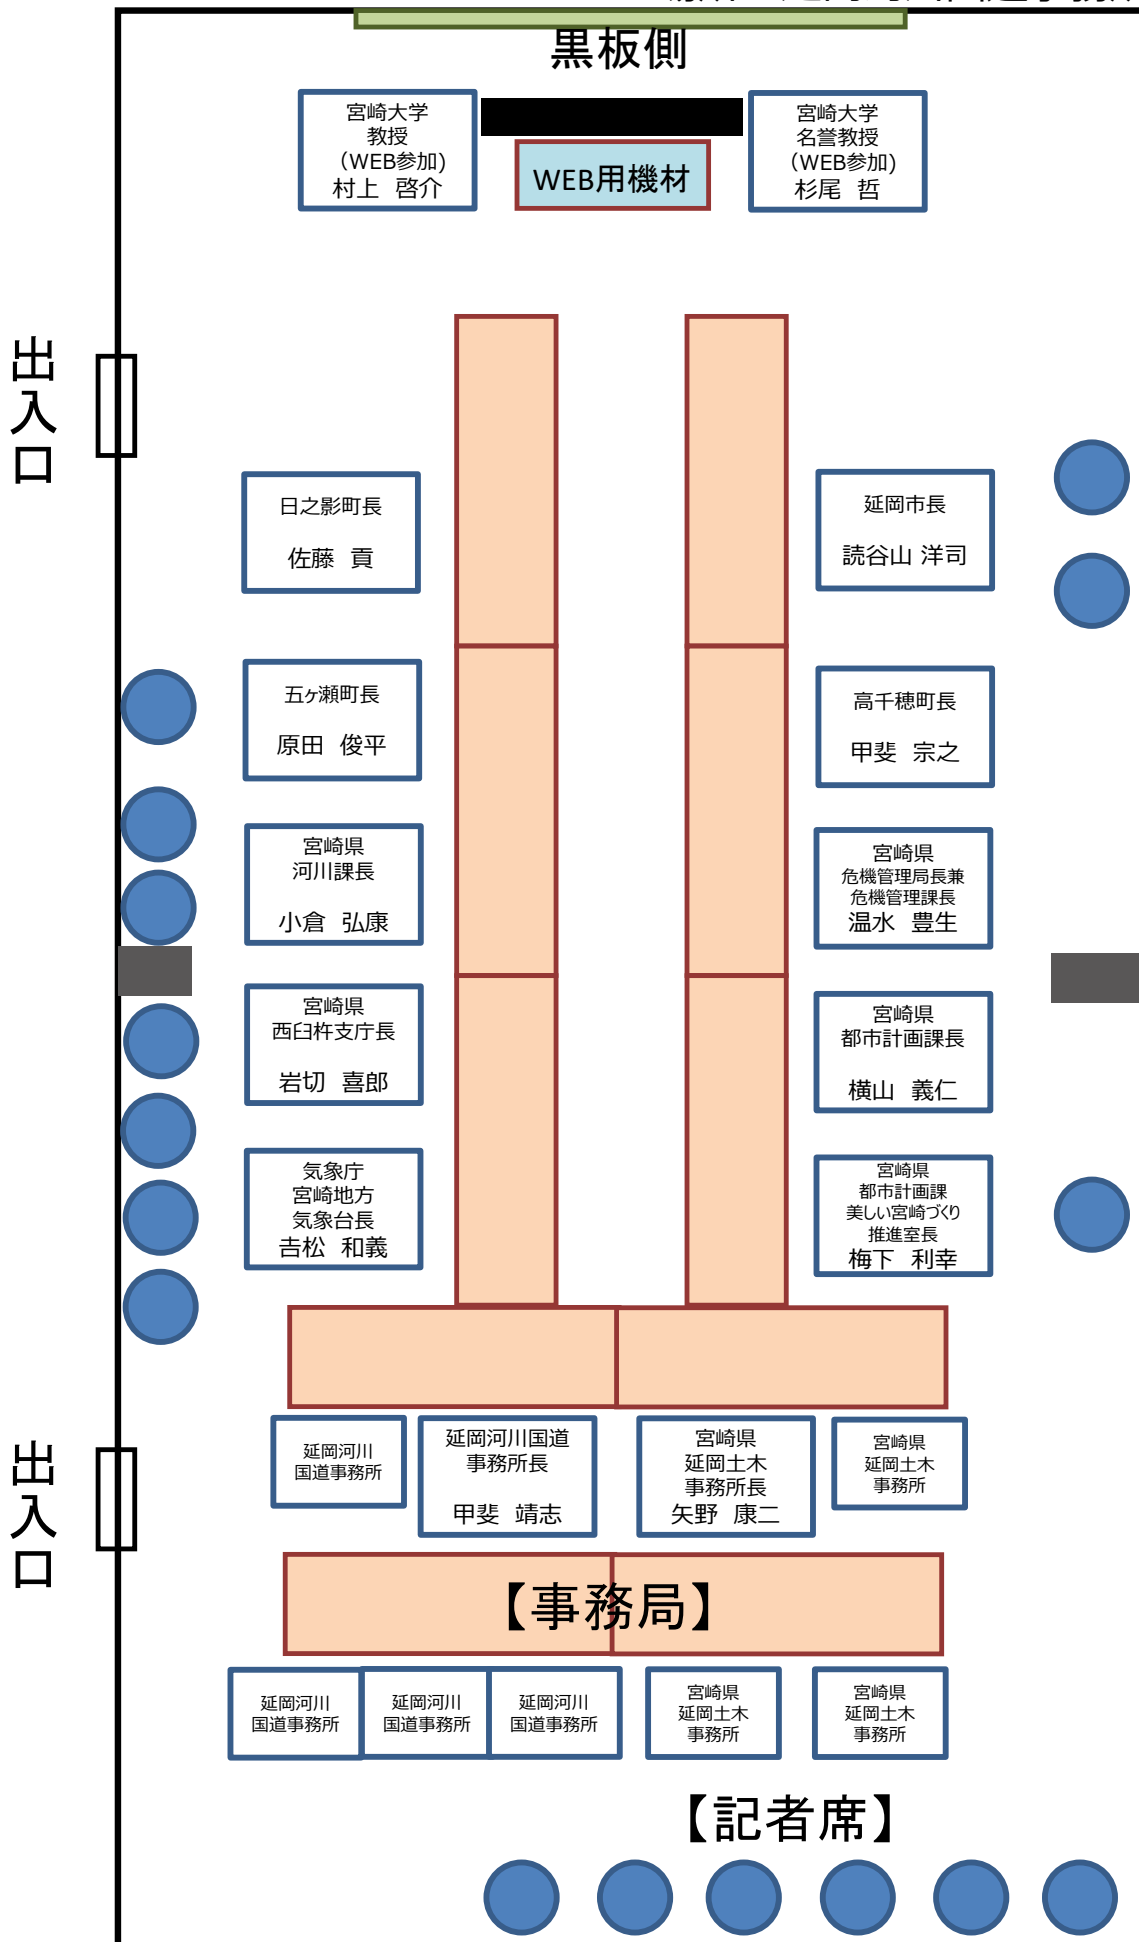 黒板側
宮崎大学
教授
（WEB参加）
村上 啓介
WEB用機材
宮崎大学
名誉教授
（WEB参加）
杉尾 哲
出入口
日之影町長
佐藤 貢
延岡市長
読谷山 洋司
五ヶ瀬町長
原田 俊平
高千穂町長
甲斐 宗之
宮崎県
河川課長
小倉 弘康
宮崎県
危機管理局長兼
危機管理課長
温水 豊生
宮崎県
西臼杵支庁長
岩切 喜郎
宮崎県
都市計画課長
横山 義仁
気象庁
宮崎地方
気象台長
𠮷松 和義
宮崎県
都市計画課
美しい宮崎づくり
推進室長
梅下 利幸
出入口
延岡河川
国道事務所
延岡河川国道
事務所長
甲斐 靖志
宮崎県
延岡土木
事務所長
矢野 康二
宮崎県
延岡土木
事務所
【事務局】
延岡河川
国道事務所
延岡河川
国道事務所
延岡河川
国道事務所
宮崎県
延岡土木
事務所
宮崎県
延岡土木
事務所
【記者席】